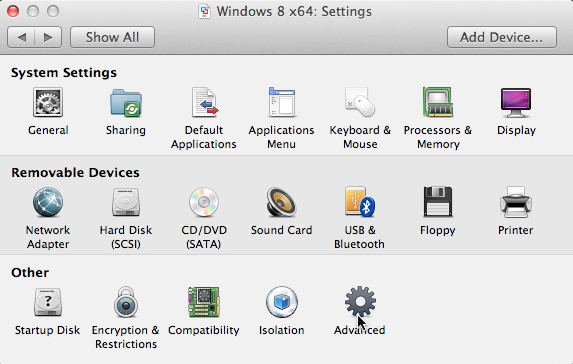 Windows 8 x64: Settings
Show All
Add Device...
System Settings
General
Sharing
Default Applications
Applications Menu
Keyboard & Mouse
Processors & Memory
Display
Removable Devices
Network Adapter
Hard Disk (SCSI)
CD/DVD (SATA)
Sound Card
USB & Bluetooth
Floppy
Printer
Other
Startup Disk
Encryption & Restrictions
Compatibility
Isolation
Advanced